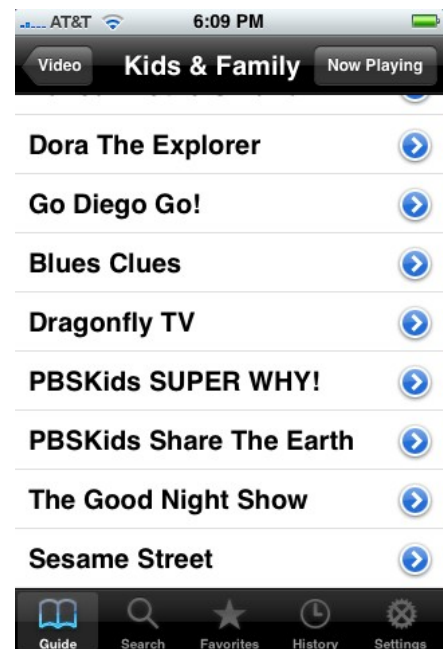 AT&T 6:09 PM
Video Kids & Family Now Playing
Dora The Explorer
Go Diego Go!
Blues Clues
Dragonfly TV
PBSKids SUPER WHY!
PBSKids Share The Earth
The Good Night Show
Sesame Street
Guide Search Favorites History Settings